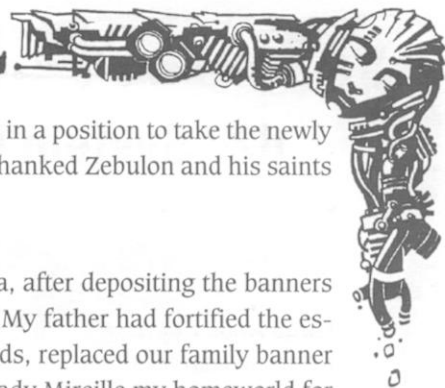 in a position to take the newly
hanked Zebulon and his saints
a, after depositing the banners
My father had fortified the es-
ds, replaced our family banner
ady Mireille my homeworld for